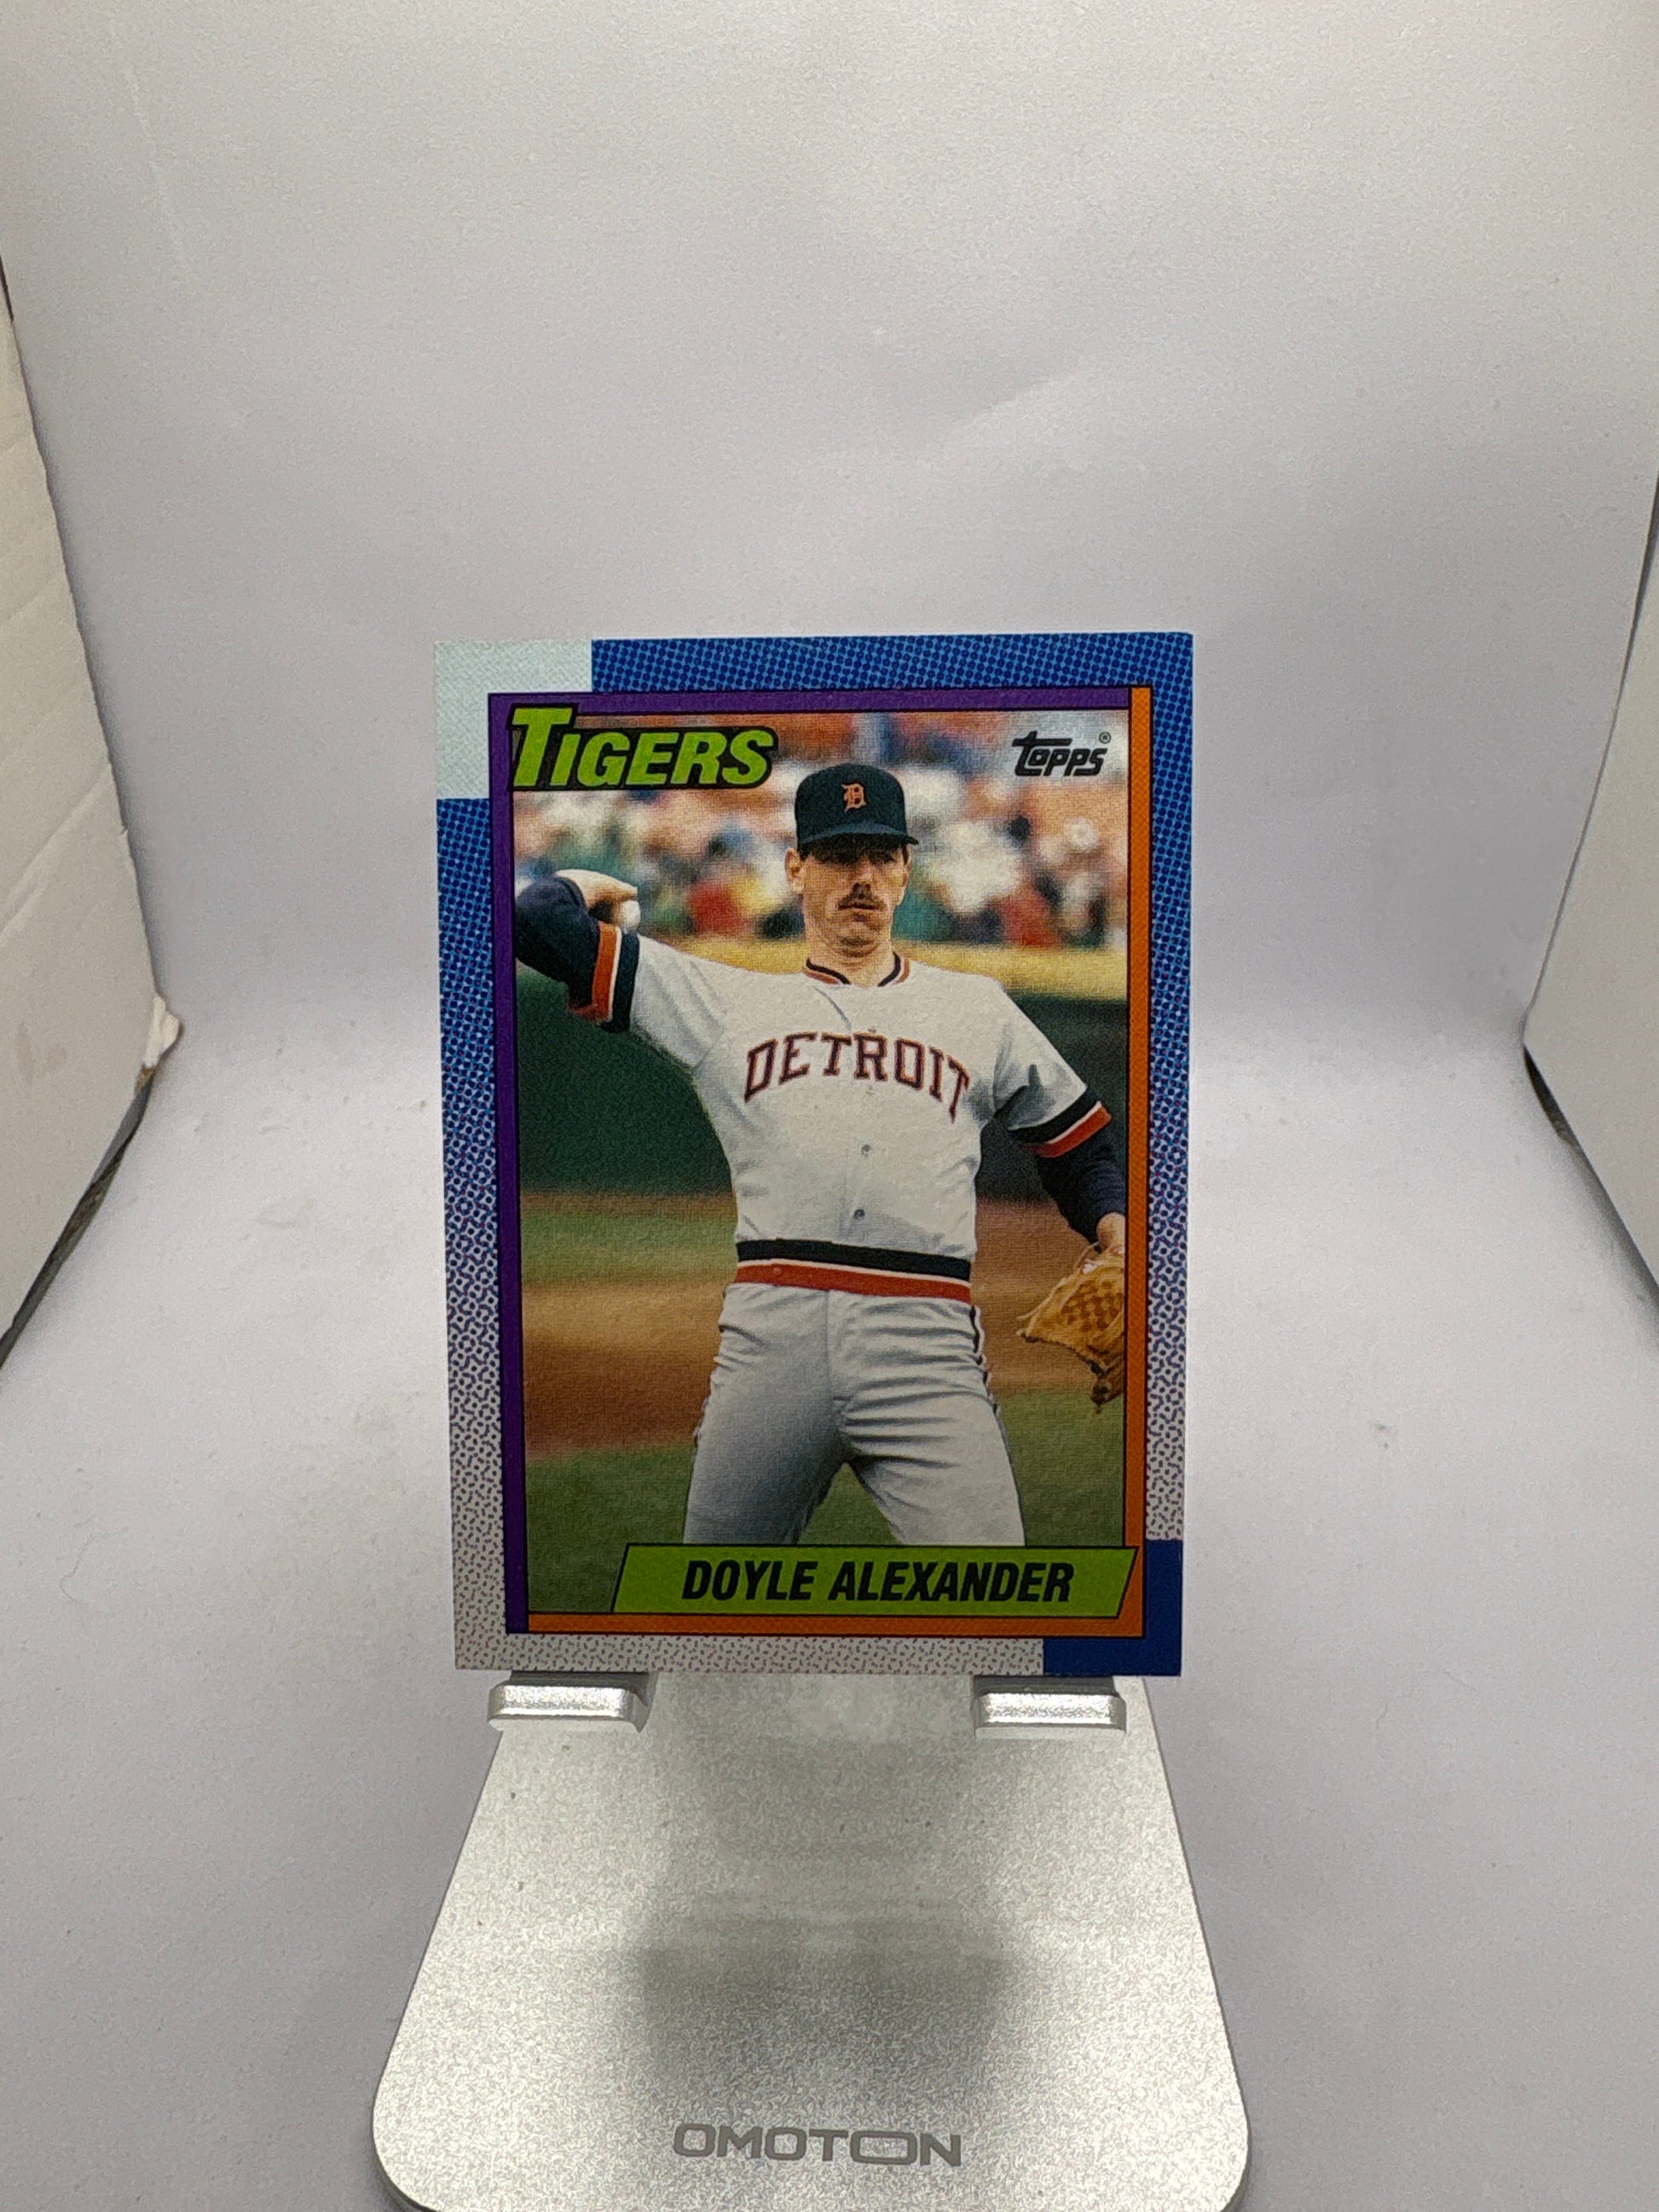 TIGERS
topps®
D
DETROIT
DOYLE ALEXANDER
OMOTON